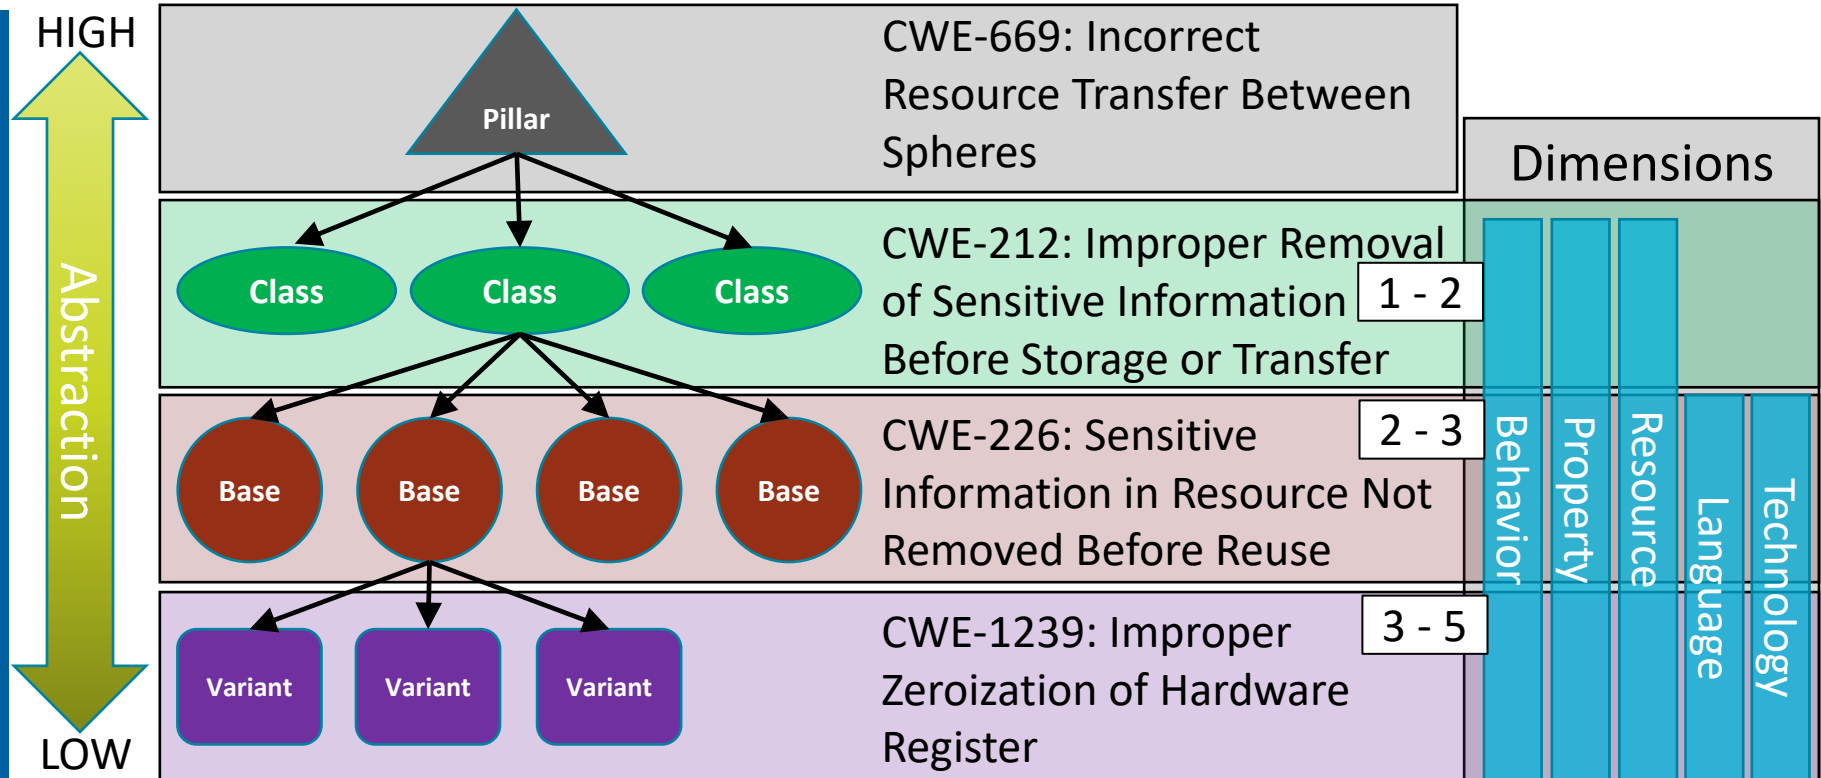 HIGH
Abstraction
LOW
Pillar
CWE-669: Incorrect
Resource Transfer Between
Spheres
Dimensions
Class
Class
Class
CWE-212: Improper Removal
of Sensitive Information
Before Storage or Transfer
1 - 2
Base
Base
Base
Base
CWE-226: Sensitive
Information in Resource Not
Removed Before Reuse
2 - 3
Variant
Variant
Variant
CWE-1239: Improper
Zeroization of Hardware
Register
3 - 5
Behavior
Property
Resource
Language
Technology